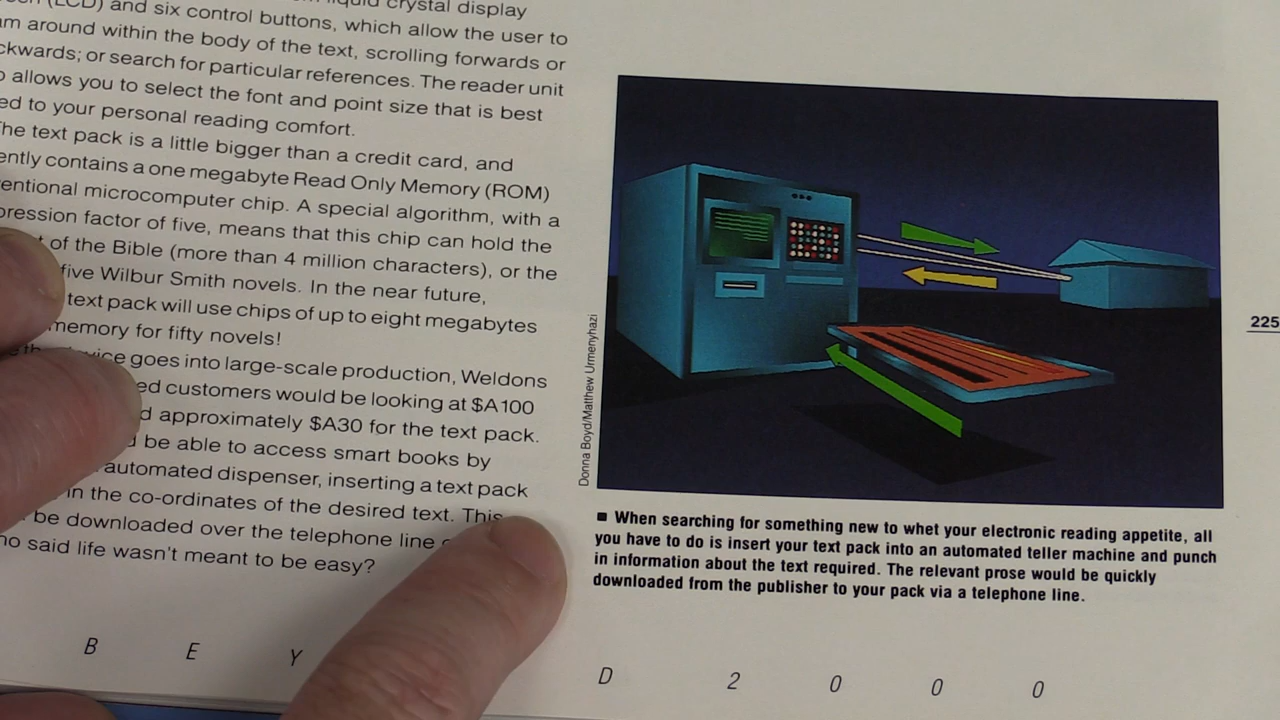 liquid crystal display
(LCD) and six control buttons, which allow the user to
around within the body of the text, scrolling forwards or
or search for particular references. The reader unit
allows you to select the font and point size that is best
to your personal reading comfort.
The text pack is a little bigger than a credit card, and
contains a one megabyte Read Only Memory (ROM)
microcomputer chip. A special algorithm, with a
factor of five, means that this chip can hold the
of the Bible (more than 4 million characters), or the
five Wilbur Smith novels. In the near future,
text pack will use chips of up to eight megabytes
memory for fifty novels!
goes into large-scale production, Weldons
customers would be looking at $A100
approximately $A30 for the text pack.
be able to access smart books by
automated dispenser, inserting a text pack
in the co-ordinates of the desired text. This
be downloaded over the telephone line
said life wasn't meant to be easy?
B E Y
Donna Boyd/Matthew Urmenyhazi
225
■ When searching for something new to whet your electronic reading appetite, all
you have to do is insert your text pack into an automated teller machine and punch
in information about the text required. The relevant prose would be quickly
downloaded from the publisher to your pack via a telephone line.
D 2 0 0 0